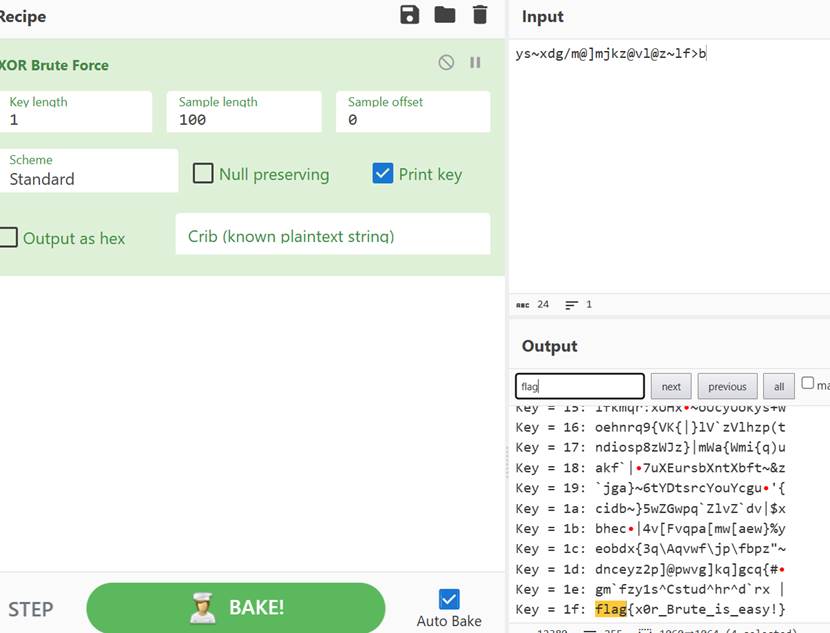 Recipe
XOR Brute Force
Key length
1
Sample length
100
Sample offset
0
Scheme
Standard
Null preserving
Print key
Output as hex
Crib (known plaintext string)
STEP
BAKE!
Auto Bake
Input
ys~xdg/m@]mjkz@vl@z~lf>b
ABC 24
1
Output
flag
next
previous
all
ma
Key = 16: oehnrq9{VK{|}lV`zVlhzp(t
Key = 17: ndiosp8zWJz}|mWa{Wmi{q)u
Key = 18: akf`|•7uXEursbXntXbft~&z
Key = 19: `jga}~6tYDtsrcYouYcgu•'{
Key = 1a: cidb~}5wZGwpq`ZlvZ`dv|$x
Key = 1b: bhec•|4v[Fvqpa[mw[aew}%y
Key = 1c: eobdx{3q\Aqvwf\jp\fbpz"~
Key = 1d: dnceyz2p]@pwvg]kq]gcq{#•
Key = 1e: gm`fzy1s^Cstud^hr^d`rx |
Key = 1f: flag{x0r_Brute_is_easy!}